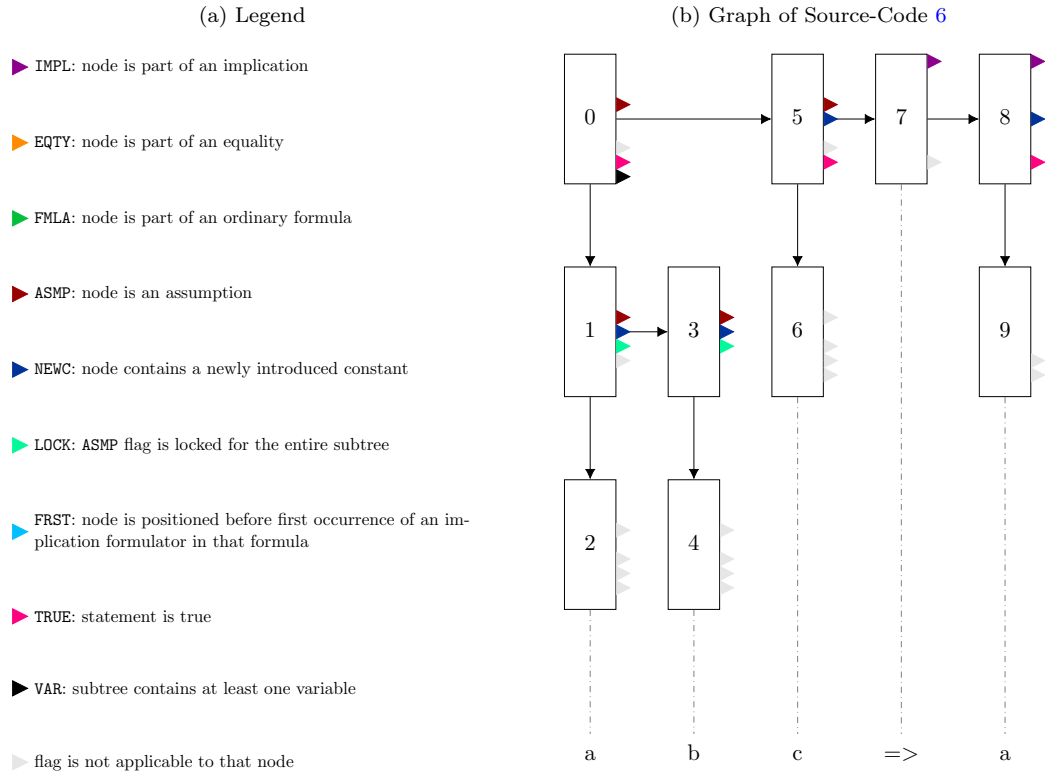 (a) Legend
IMPL: node is part of an implication
EQTY: node is part of an equality
FMLA: node is part of an ordinary formula
ASMP: node is an assumption
NEWC: node contains a newly introduced constant
LOCK: ASMP flag is locked for the entire subtree
FRST: node is positioned before first occurrence of an im-
plication formulator in that formula
TRUE: statement is true
VAR: subtree contains at least one variable
flag is not applicable to that node
(b) Graph of Source-Code 6
0 5 7 8
1 3 6 9
2 4
a b c => a